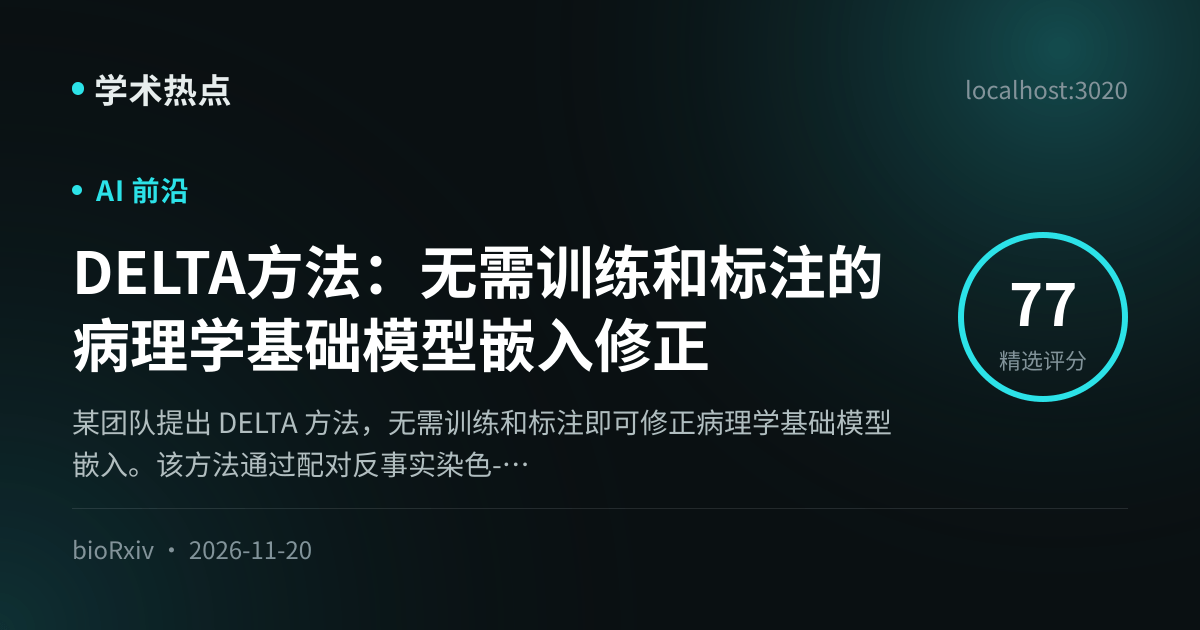 学术热点
localhost:3020
AI 前沿
DELTA方法：无需训练和标注的
病理学基础模型嵌入修正
77
精选评分
某团队提出 DELTA 方法，无需训练和标注即可修正病理学基础模型
嵌入。该方法通过配对反事实染色-…
bioRxiv · 2026-11-20